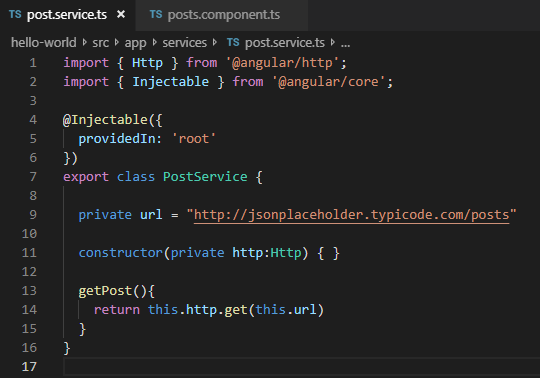 TS post.service.ts × TS posts.component.ts
hello-world > src > app > services > TS post.service.ts > ...
1 import { Http } from '@angular/http';
2 import { Injectable } from '@angular/core';
3
4 @Injectable({
5   providedIn: 'root'
6 })
7 export class PostService {
8
9   private url = "http://jsonplaceholder.typicode.com/posts"
10
11   constructor(private http:Http) { }
12
13   getPost(){
14     return this.http.get(this.url)
15   }
16 }
17